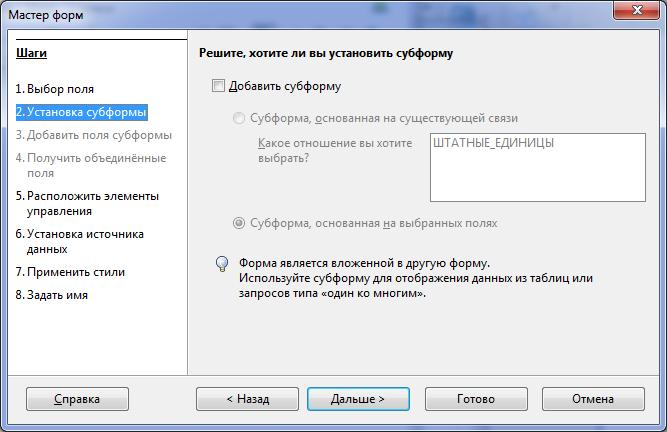 Мастер форм
Шаги
1. Выбор поля
2. Установка субформы
3. Добавить поля субформы
4. Получить объединённые
поля
5. Расположить элементы
управления
6. Установка источника
данных
7. Применить стили
8. Задать имя
Решите, хотите ли вы установить субформу
Добавить субформу
Субформа, основанная на существующей связи
Какое отношение вы хотите
выбрать?
ШТАТНЫЕ_ЕДИНИЦЫ
Субформа, основанная на выбранных полях
Форма является вложенной в другую форму.
Используйте субформу для отображения данных из таблиц или
запросов типа «один ко многим».
Справка
< Назад
Дальше >
Готово
Отмена